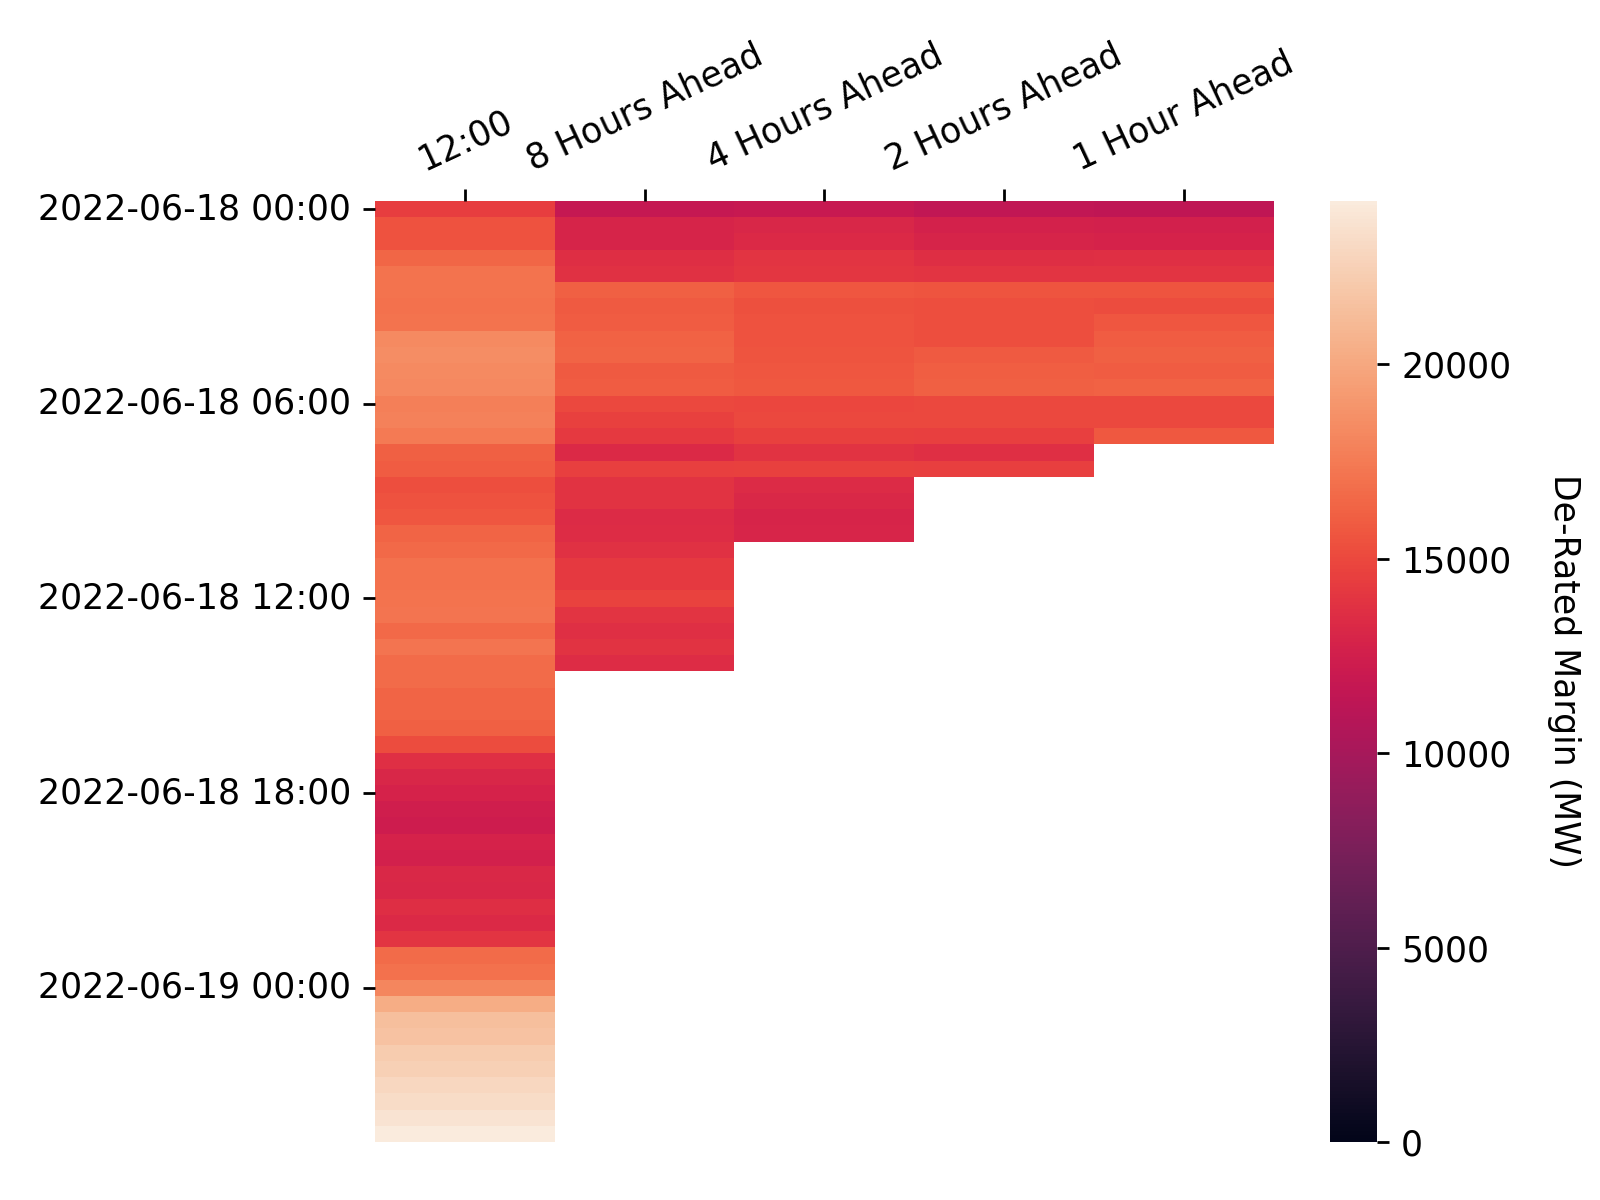 12:00
8 Hours Ahead
4 Hours Ahead
2 Hours Ahead
1 Hour Ahead
2022-06-18 00:00
2022-06-18 06:00
2022-06-18 12:00
2022-06-18 18:00
2022-06-19 00:00
20000
15000
10000
5000
0
De-Rated Margin (MW)